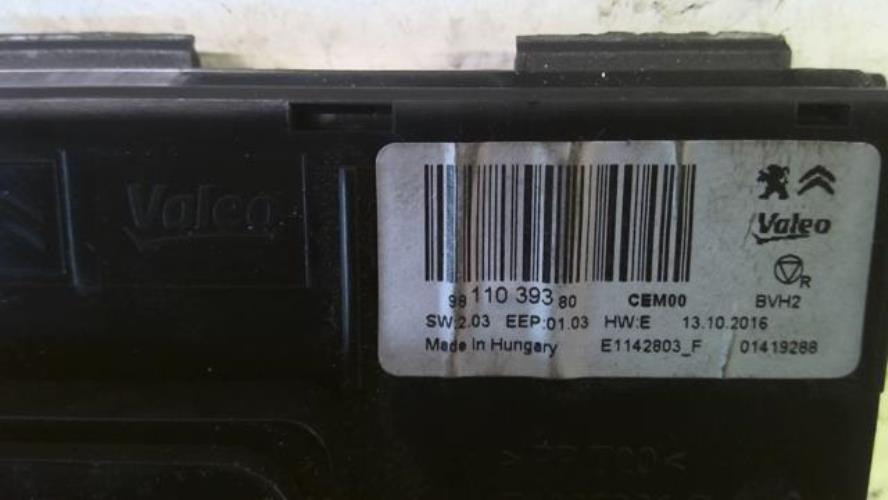 Valeo
Valeo
R
98 110 393 80 CEM00 BVH2
SW:2.03 EEP:01.03 HW:E 13.10.2016
Made In Hungary E1142803_F 01419288